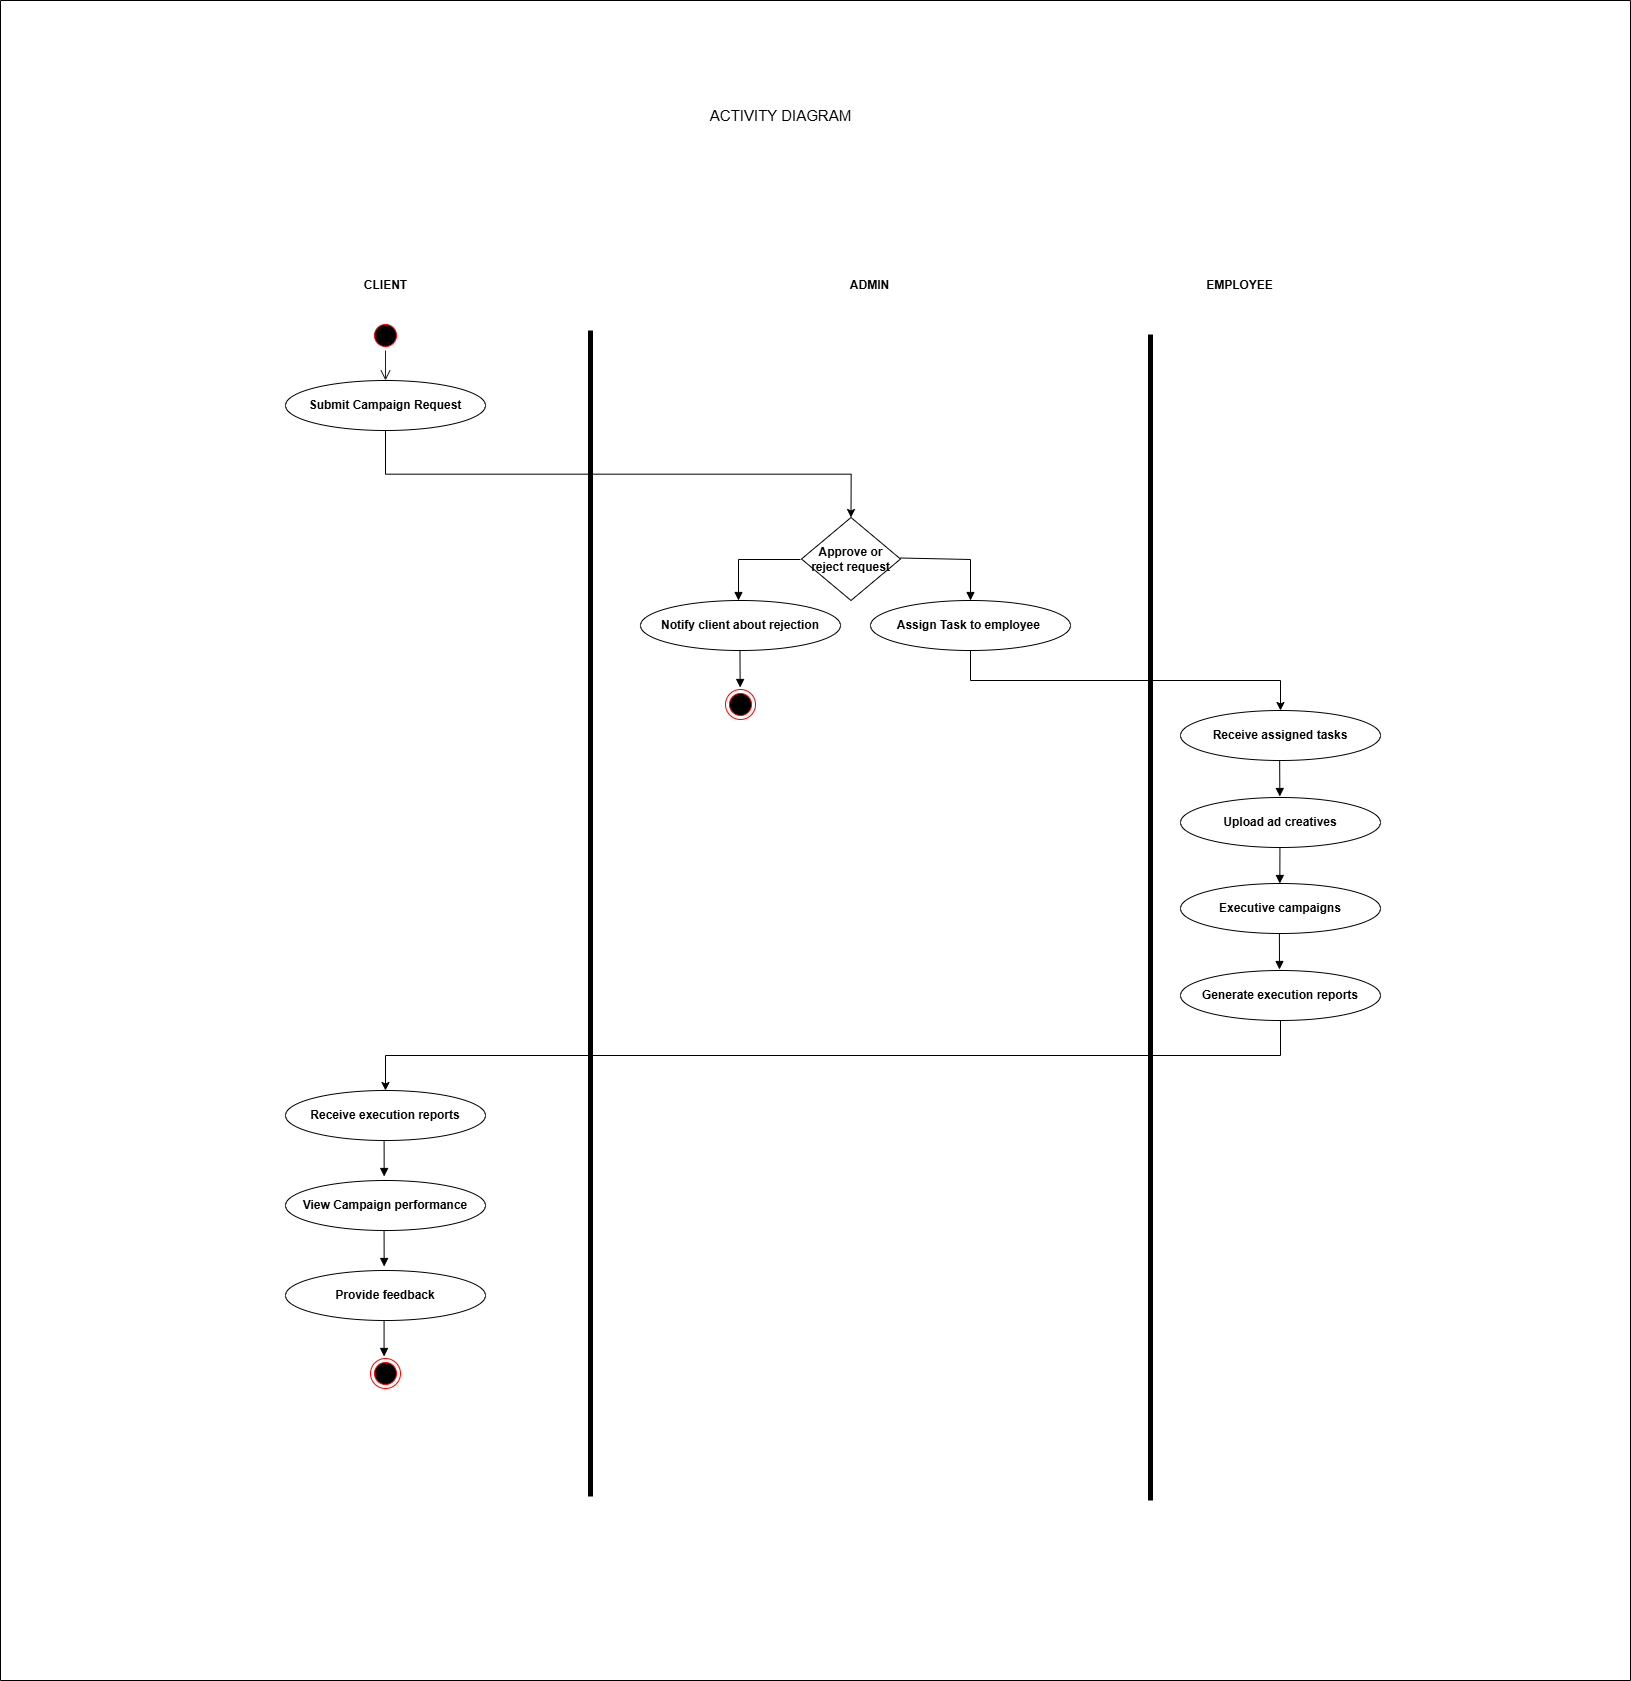 ACTIVITY DIAGRAM
CLIENT
ADMIN
EMPLOYEE
Submit Campaign Request
Approve or
reject request
Notify client about rejection
Assign Task to employee
Receive assigned tasks
Upload ad creatives
Executive campaigns
Generate execution reports
Receive execution reports
View Campaign performance
Provide feedback